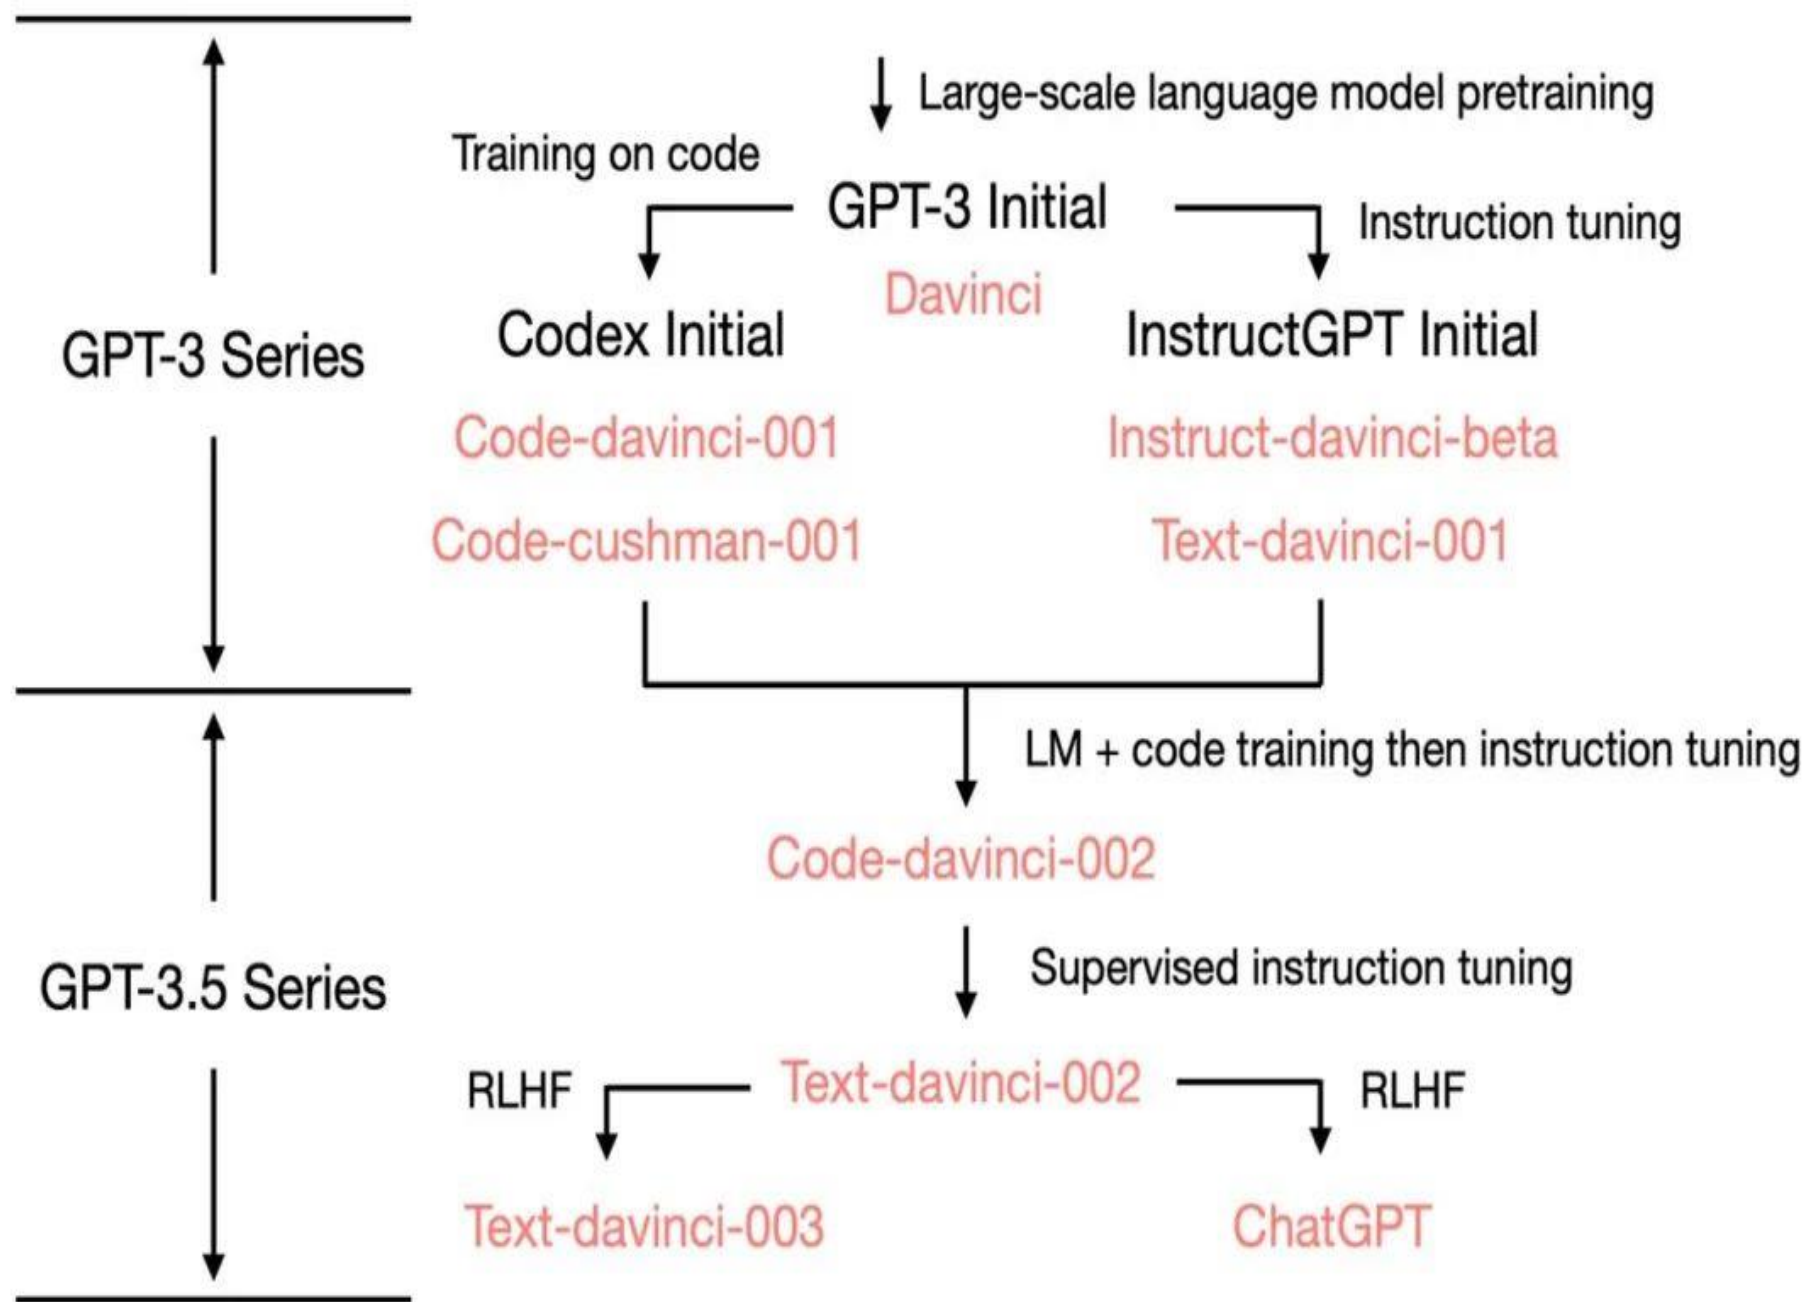 Large-scale language model pretraining
Training on code
GPT-3 Initial
Instruction tuning
Davinci
Codex Initial
InstructGPT Initial
GPT-3 Series
Code-davinci-001
Instruct-davinci-beta
Code-cushman-001
Text-davinci-001
LM + code training then instruction tuning
Code-davinci-002
Supervised instruction tuning
GPT-3.5 Series
Text-davinci-002
RLHF
RLHF
Text-davinci-003
ChatGPT